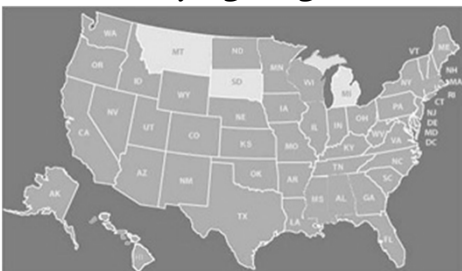 WA
MT
ND
MN
VT
ME
OR
ID
SD
WI
MI
NY
NH
MA
RI
CT
WY
IA
PA
NJ
NV
NE
IL
IN
OH
DE
MD
DC
UT
CO
WV
VA
CA
KS
MO
KY
NC
TN
AZ
NM
OK
AR
SC
MS
AL
GA
AK
TX
LA
FL